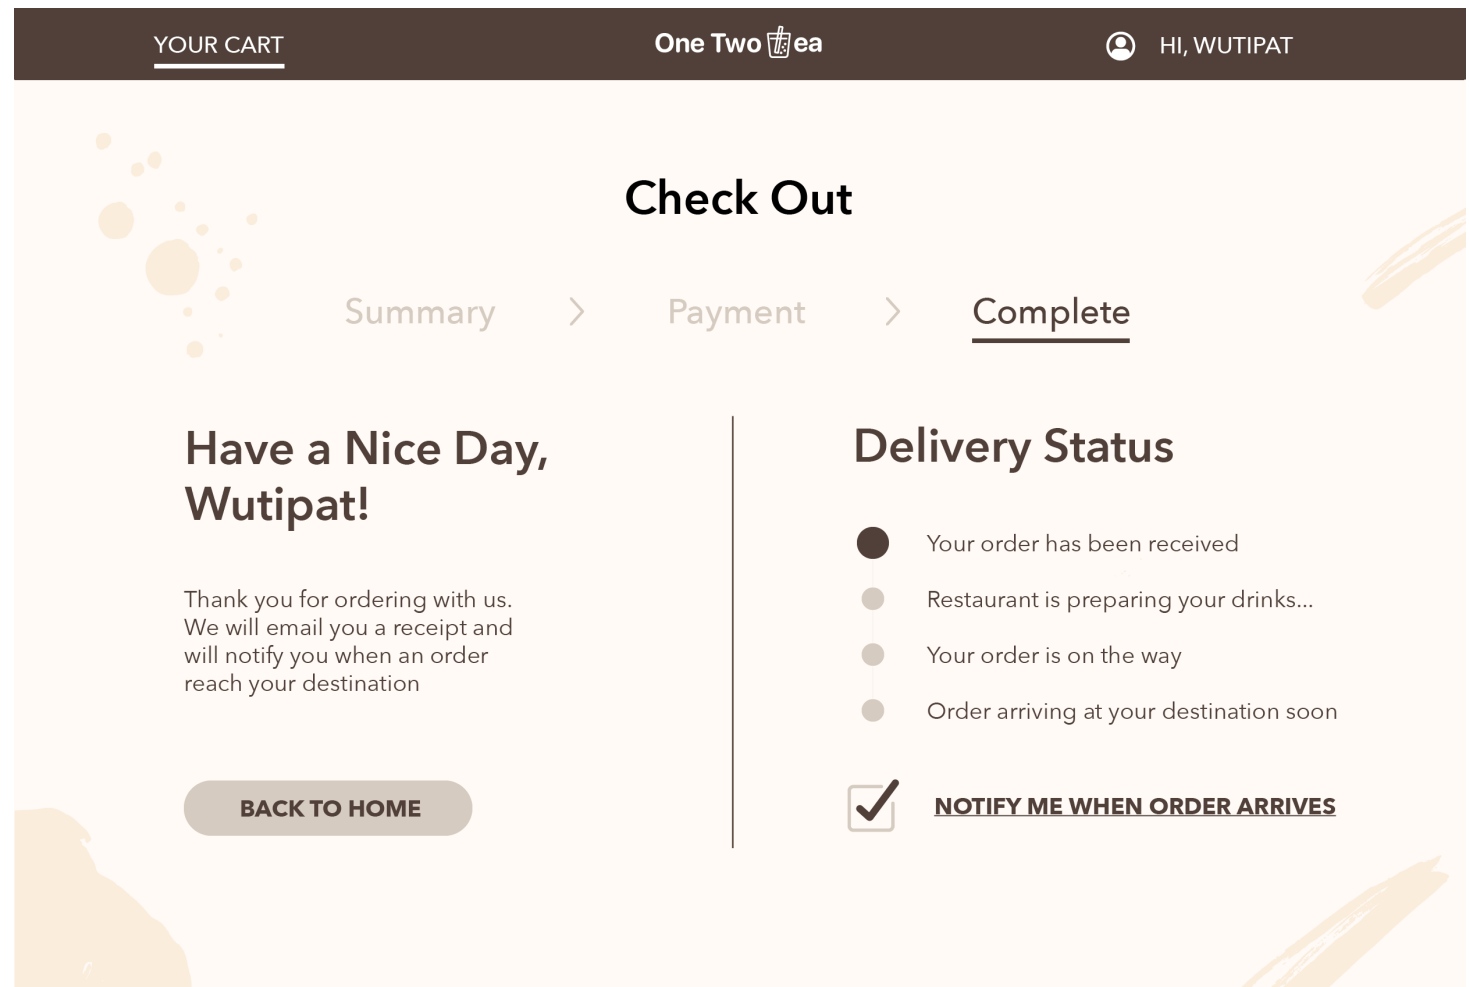 YOUR CART
One Two ea
HI, WUTIPAT
Check Out
Summary
Payment
Complete
Have a Nice Day,
Wutipat!
Thank you for ordering with us.
We will email you a receipt and
will notify you when an order
reach your destination
BACK TO HOME
Delivery Status
Your order has been received
Restaurant is preparing your drinks...
Your order is on the way
Order arriving at your destination soon
NOTIFY ME WHEN ORDER ARRIVES